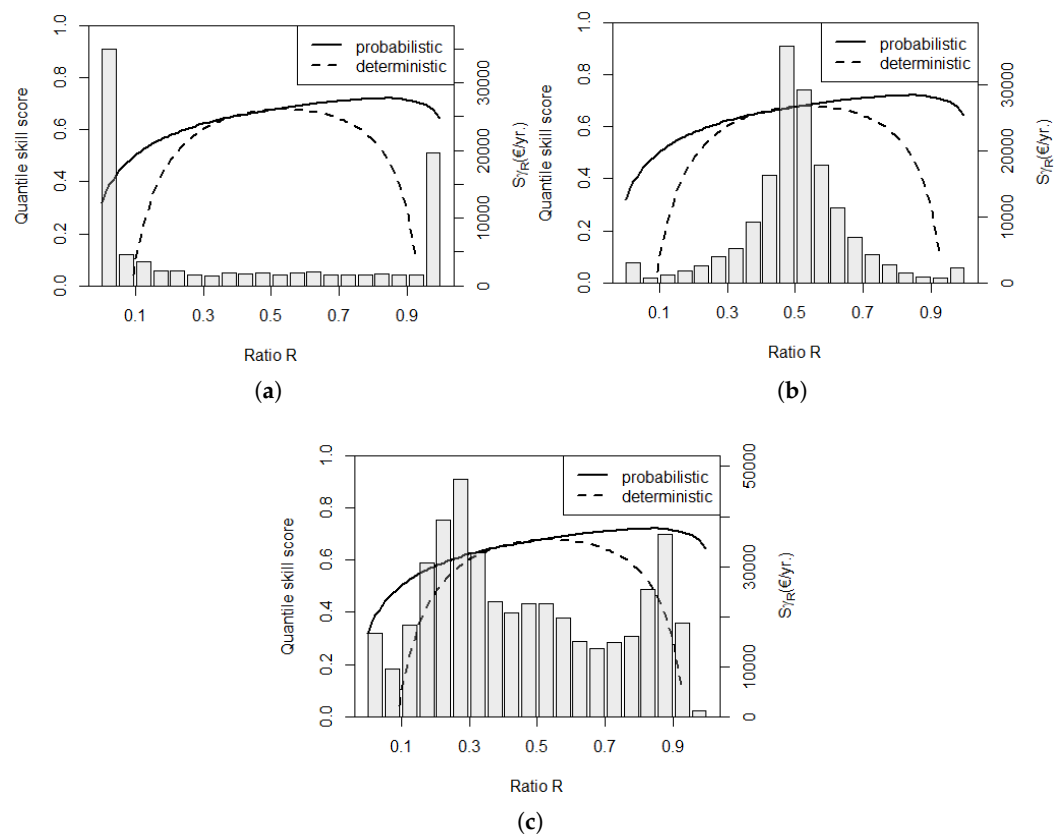 probabilistic
deterministic
Quantile skill score
0.0 0.2 0.4 0.6 0.8 1.0
0.1 0.3 0.5 0.7 0.9
Ratio R
0 10000 20000 30000
SγR(€/yr.)
(a)
probabilistic
deterministic
Quantile skill score
0.0 0.2 0.4 0.6 0.8 1.0
0.1 0.3 0.5 0.7 0.9
Ratio R
0 10000 20000 30000
SγR(€/yr.)
(b)
probabilistic
deterministic
Quantile skill score
0.0 0.2 0.4 0.6 0.8 1.0
0.1 0.3 0.5 0.7 0.9
Ratio R
0 10000 30000 50000
SγR(€/yr.)
(c)